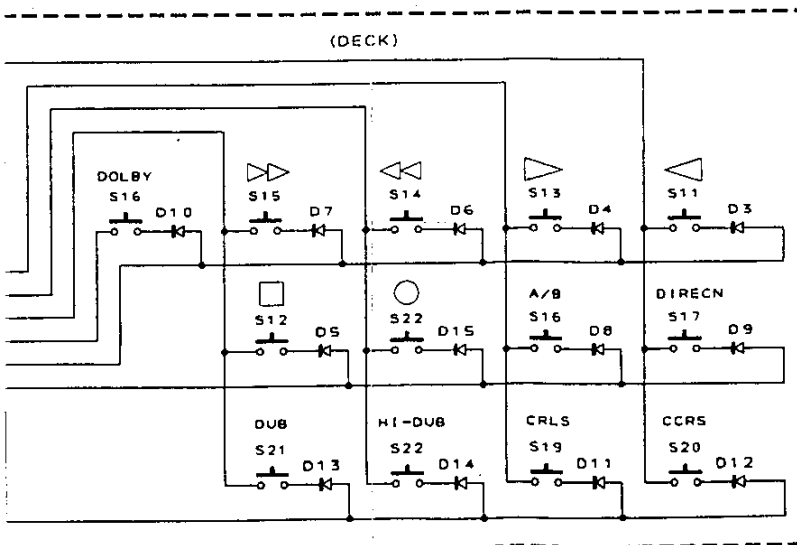 (DECK)
DOLBY
S16 S15 S14 S13 S11
D10 D7 D6 D4 D3
A/B DIRECN
S12 S22 S16 S17
D5 D15 D8 D9
DUB HI-DUB CRLS CCRS
S21 S22 S19 S20
D13 D14 D11 D12